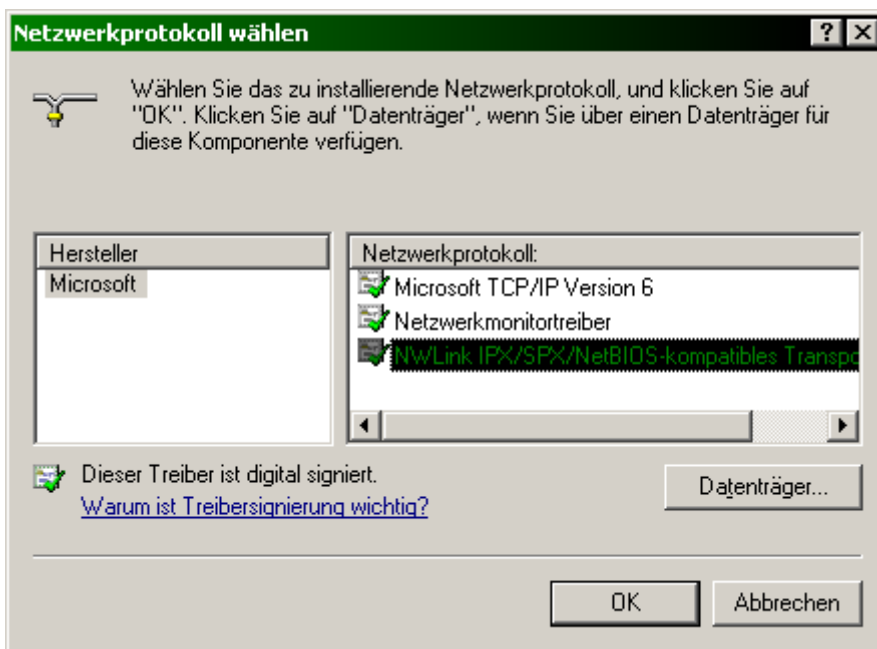 Netzwerkprotokoll wählen
Wählen Sie das zu installierende Netzwerkprotokoll, und klicken Sie auf
"OK". Klicken Sie auf "Datenträger", wenn Sie über einen Datenträger für
diese Komponente verfügen.
Hersteller
Microsoft
Netzwerkprotokoll:
Microsoft TCP/IP Version 6
Netzwerkmonitortreiber
NWLink IPX/SPX/NetBIOS-kompatibles Transpo
Dieser Treiber ist digital signiert.
Warum ist Treibersignierung wichtig?
Datenträger...
OK
Abbrechen